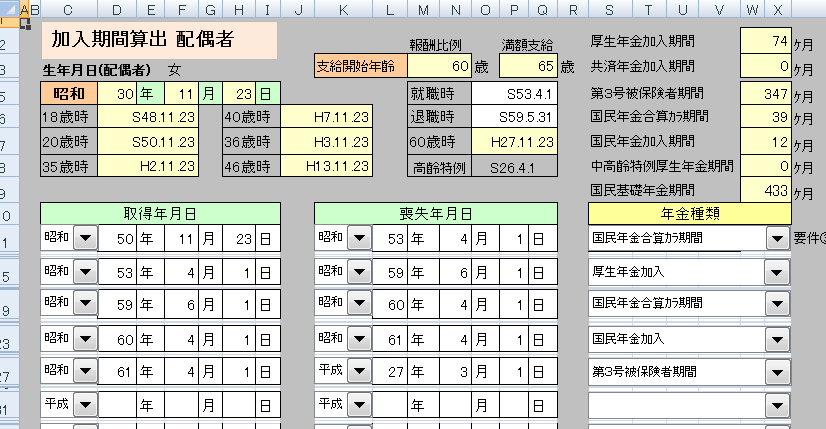 A B C D E F G H I J K L M N O P Q R S T U V W X
加入期間算出 配偶者
報酬比例 満額支給
厚生年金加入期間 74 ヶ月
生年月日(配偶者) 女 支給開始年齢 60 歳 65 歳
共済年金加入期間 0 ヶ月
昭和 30 年 11 月 23 日 就職時 S53.4.1 第3号被保険者期間 347 ヶ月
18歳時 S48.11.23 40歳時 H7.11.23 退職時 S59.5.31 国民年金合算ｶﾗ期間 39 ヶ月
20歳時 S50.11.23 36歳時 H3.11.23 60歳時 H27.11.23 国民年金加入期間 12 ヶ月
35歳時 H2.11.23 46歳時 H13.11.23 高齢特例 S26.4.1 中高齢特例厚生年金期間 0 ヶ月
国民基礎年金期間 433 ヶ月
取得年月日 喪失年月日 年金種類
昭和 50 年 11 月 23 日 昭和 53 年 4 月 1 日 国民年金合算ｶﾗ期間 要件
昭和 53 年 4 月 1 日 昭和 59 年 6 月 1 日 厚生年金加入
昭和 59 年 6 月 1 日 昭和 60 年 4 月 1 日 国民年金合算ｶﾗ期間
昭和 60 年 4 月 1 日 昭和 61 年 4 月 1 日 国民年金加入
昭和 61 年 4 月 1 日 平成 27 年 3 月 1 日 第3号被保険者期間
平成 年 月 日 平成 年 月 日